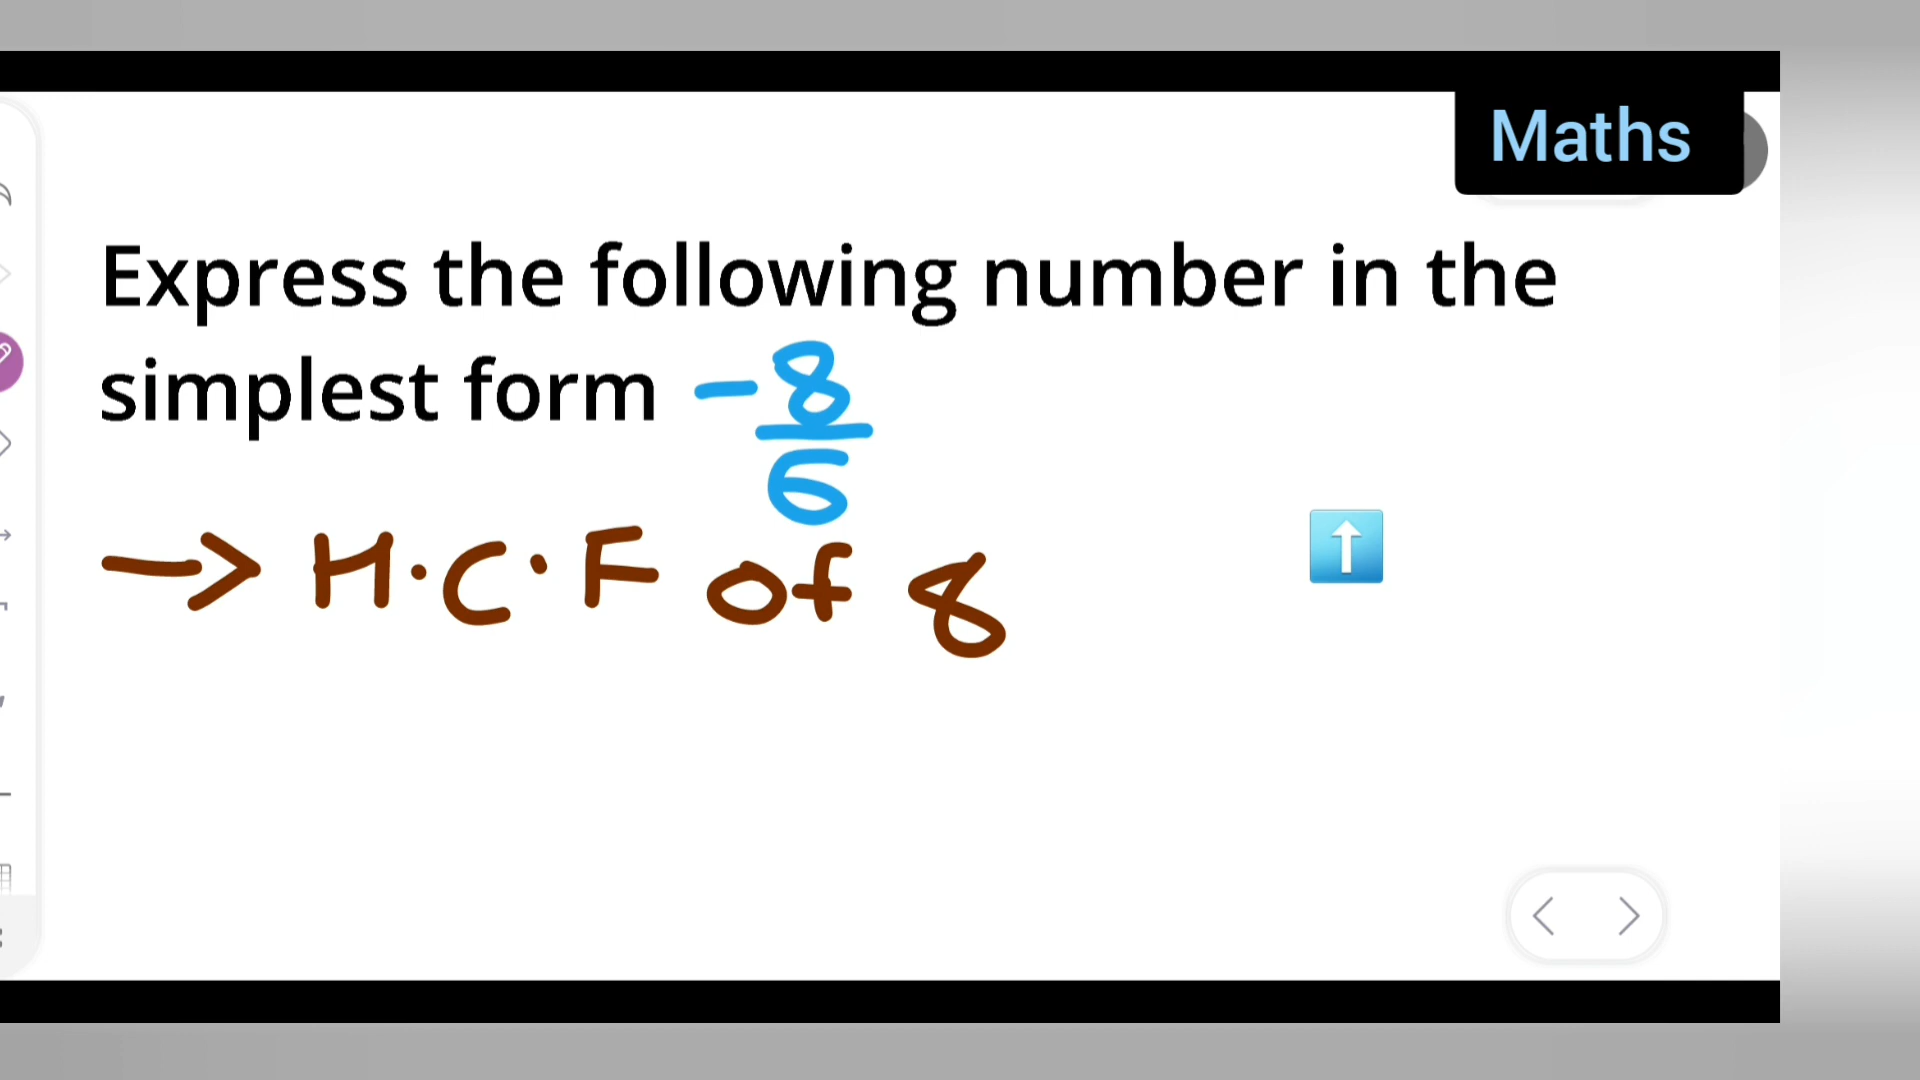 Maths
Express the following number in the
simplest form -8/6
→ H.C.F of 8